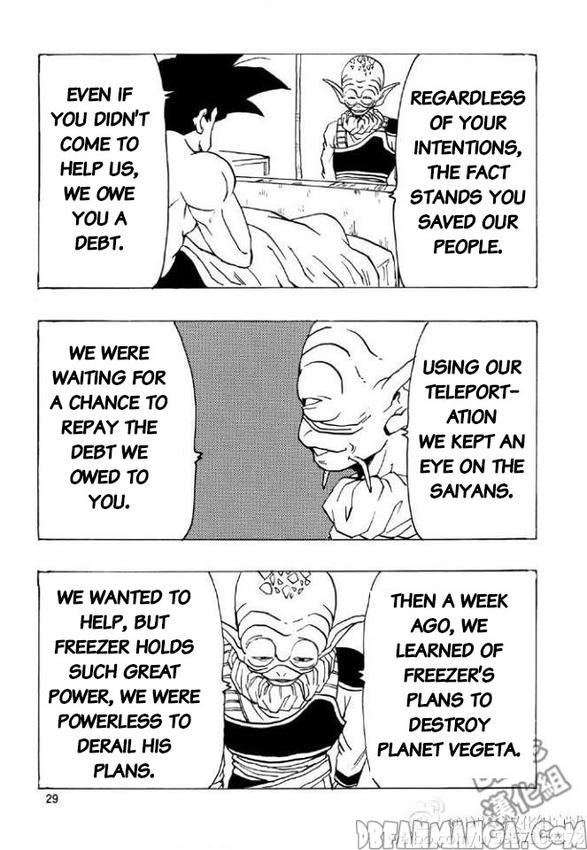 REGARDLESS
OF YOUR
INTENTIONS,
THE FACT
STANDS YOU
SAVED OUR
PEOPLE.
EVEN IF
YOU DIDN'T
COME TO
HELP US,
WE OWE
YOU A
DEBT.
USING OUR
TELEPORT-
ATION
WE KEPT AN
EYE ON THE
SAIYANS.
WE WERE
WAITING FOR
A CHANCE TO
REPAY THE
DEBT WE
OWED TO
YOU.
THEN A WEEK
AGO, WE
LEARNED OF
FREEZER'S
PLANS TO
DESTROY
PLANET VEGETA.
WE WANTED TO
HELP, BUT
FREEZER HOLDS
SUCH GREAT
POWER, WE WERE
POWERLESS TO
DERAIL HIS
PLANS.
29
漢化組
DBFANMANGA.COM